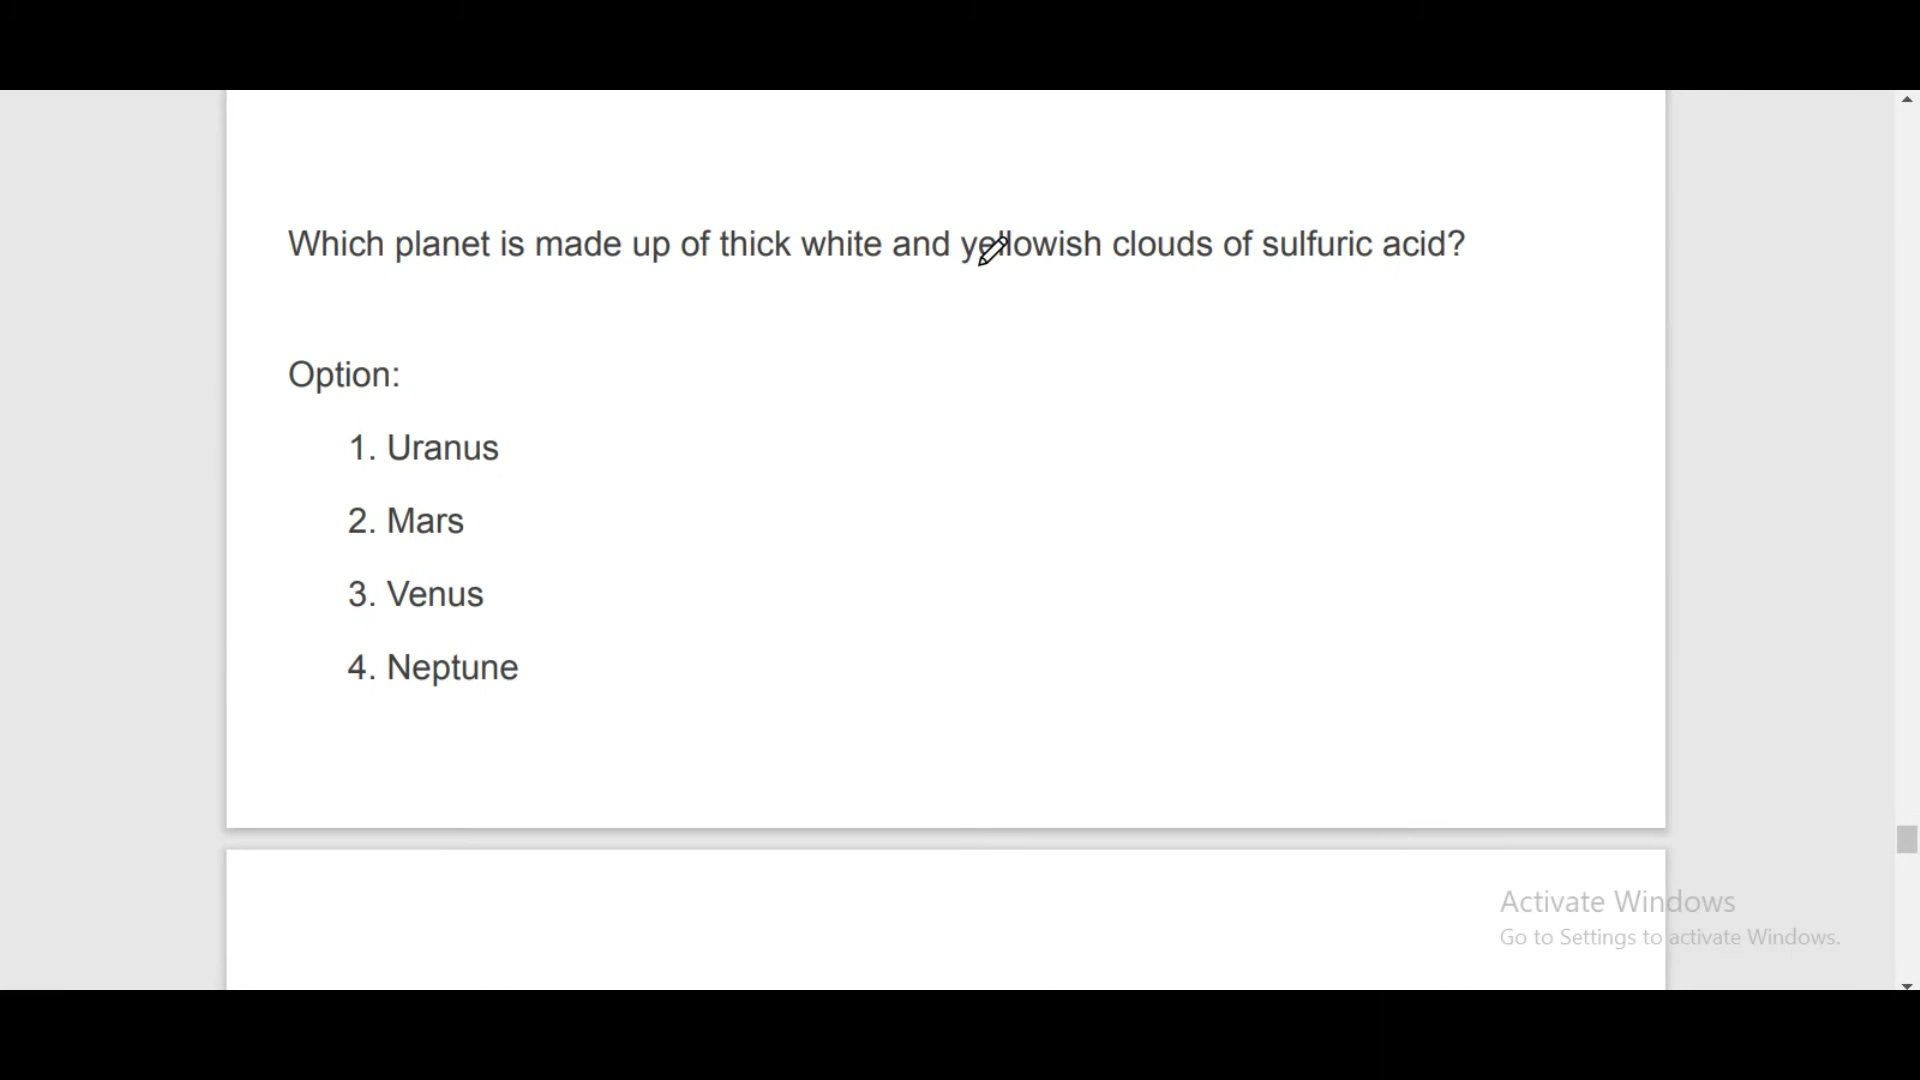 Which planet is made up of thick white and yellowish clouds of sulfuric acid?
Option:
1. Uranus
2. Mars
3. Venus
4. Neptune
Activate Windows
Go to Settings to activate Windows.